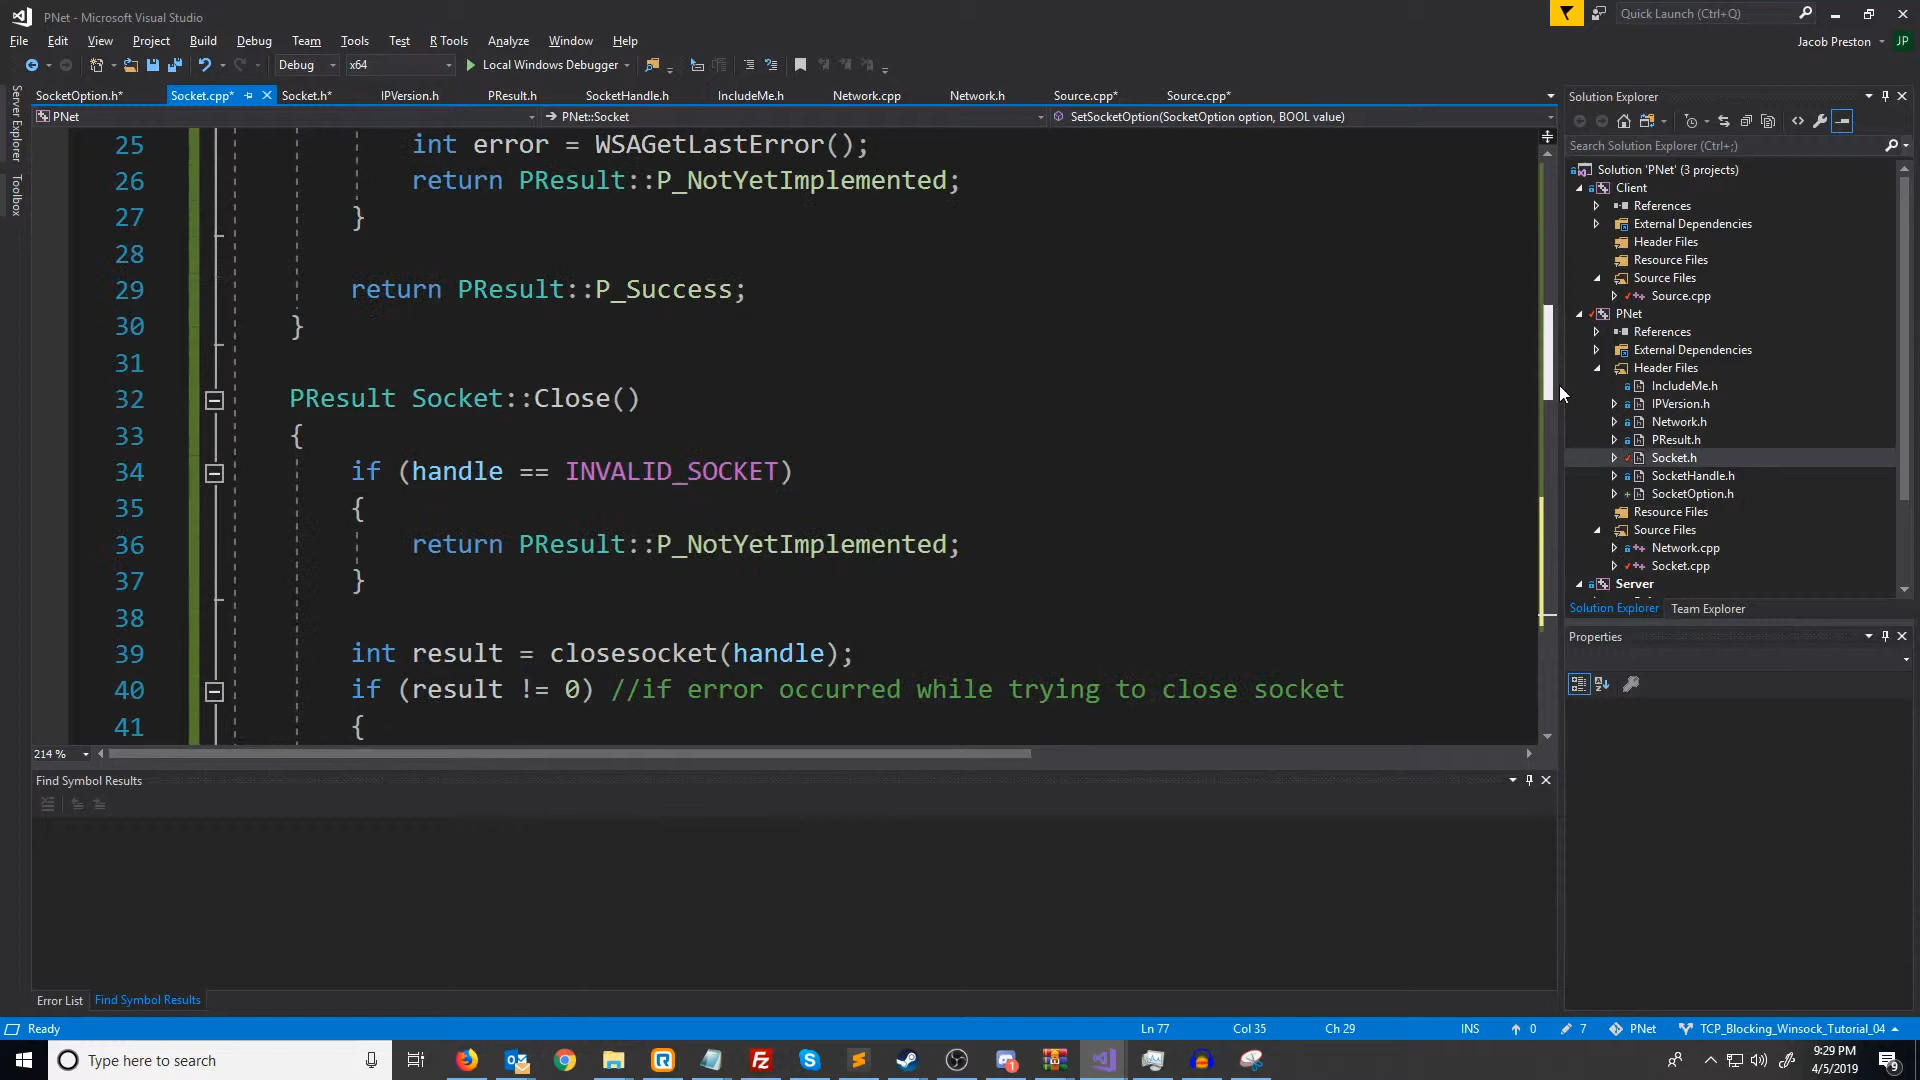 PNet - Microsoft Visual Studio
Quick Launch (Ctrl+Q)
File Edit View Project Build Debug Team Tools Test R Tools Analyze Window Help
Jacob Preston JP
Debug x64 Local Windows Debugger
SocketOption.h* Socket.cpp* Socket.h* IPVersion.h PResult.h SocketHandle.h IncludeMe.h Network.cpp Network.h Source.cpp* Source.cpp*
PNet PNet::Socket SetSocketOption(SocketOption option, BOOL value)
Server Explorer
Toolbox
25 int error = WSAGetLastError();
26 return PResult::P_NotYetImplemented;
27 }
28
29 return PResult::P_Success;
30 }
31
32 PResult Socket::Close()
33 {
34 if (handle == INVALID_SOCKET)
35 {
36 return PResult::P_NotYetImplemented;
37 }
38
39 int result = closesocket(handle);
40 if (result != 0) //if error occurred while trying to close socket
41 {
214 %
Solution Explorer
Search Solution Explorer (Ctrl+;)
Solution 'PNet' (3 projects)
Client
References
External Dependencies
Header Files
Resource Files
Source Files
Source.cpp
PNet
References
External Dependencies
Header Files
IncludeMe.h
IPVersion.h
Network.h
PResult.h
Socket.h
SocketHandle.h
SocketOption.h
Resource Files
Source Files
Network.cpp
Socket.cpp
Server
Solution Explorer Team Explorer
Properties
Find Symbol Results
Error List Find Symbol Results
Ready Ln 77 Col 35 Ch 29 INS 0 7 PNet TCP_Blocking_Winsock_Tutorial_04
Type here to search
9:29 PM
4/5/2019